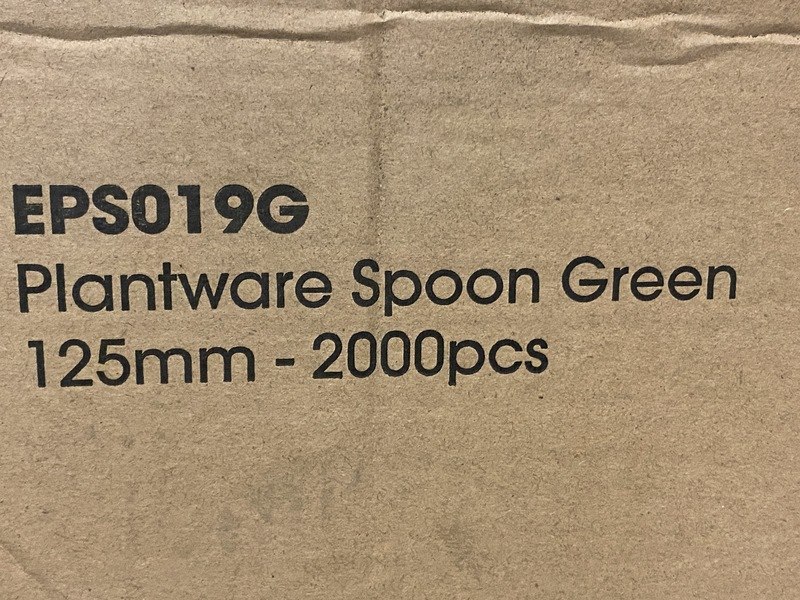 EPS019G
Plantware Spoon Green
125mm - 2000pcs